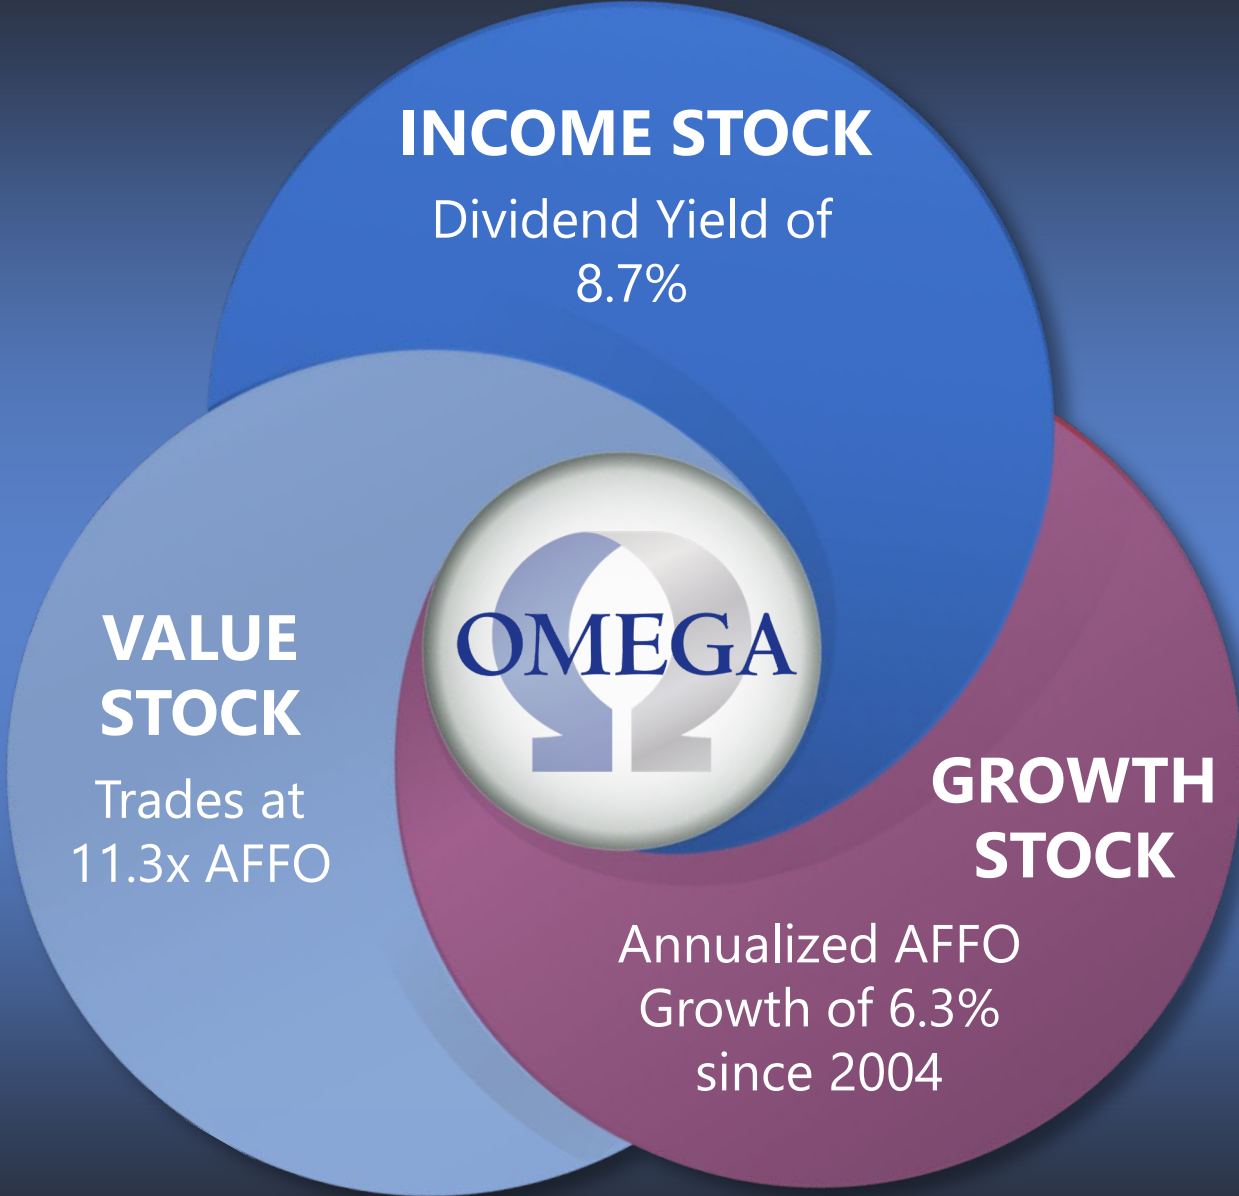 INCOME STOCK
Dividend Yield of
8.7%
OMEGA
VALUE
STOCK
Trades at
11.3x AFFO
GROWTH
STOCK
Annualized AFFO
Growth of 6.3%
since 2004